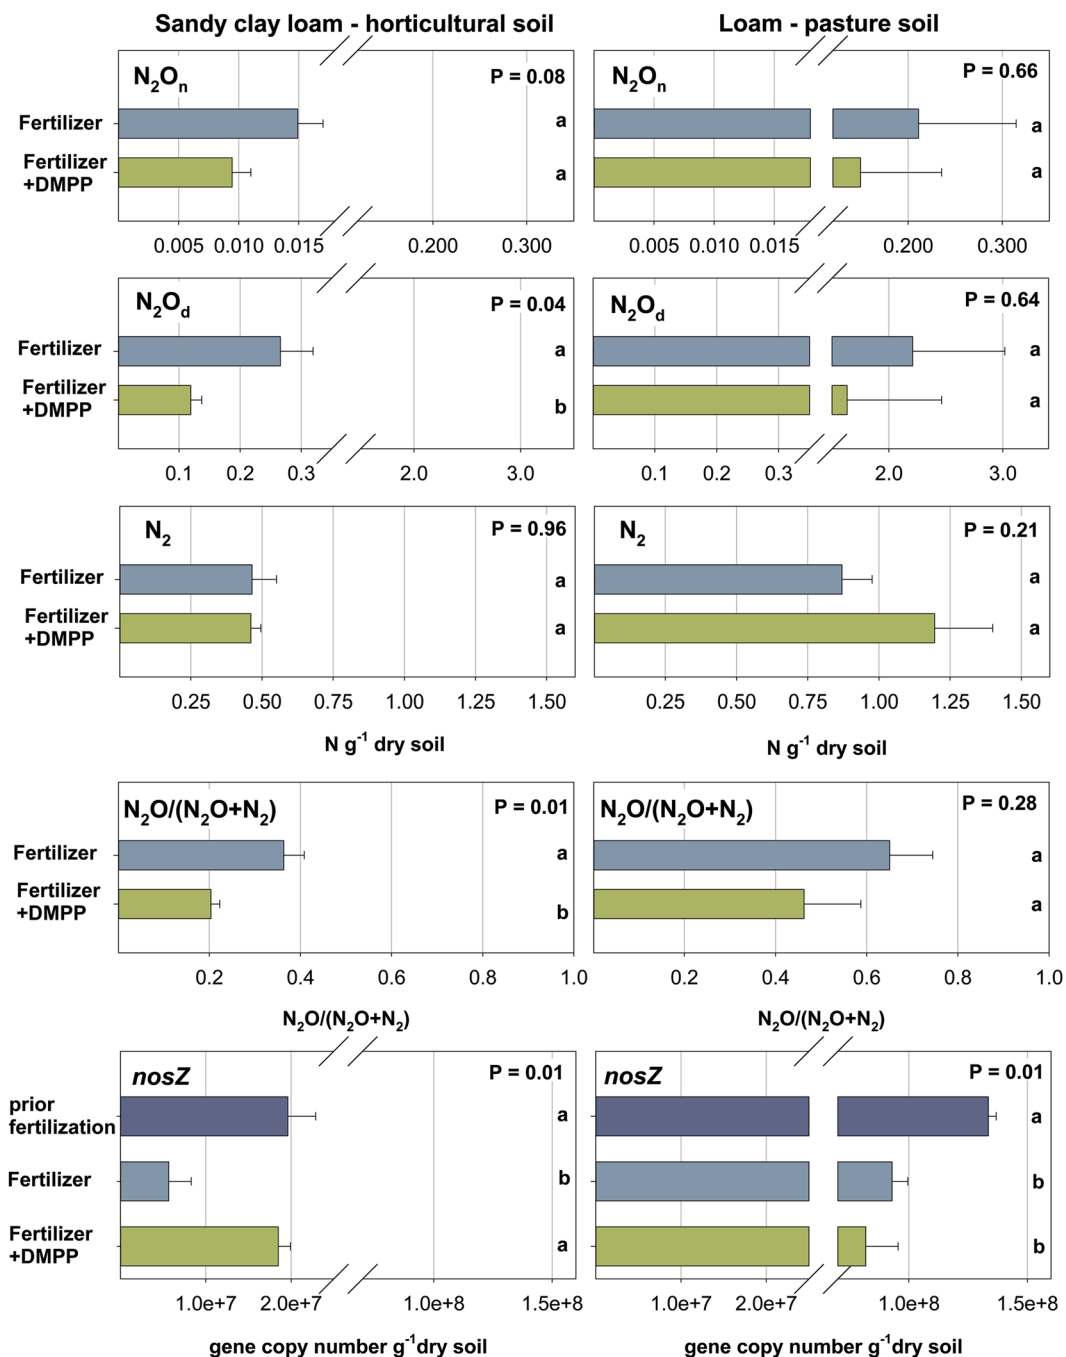 Sandy clay loam - horticultural soil
Loam - pasture soil
N₂Oₙ
P = 0.08
Fertilizer
a
Fertilizer
+DMPP
a
0.005 0.010 0.015 0.200 0.300
N₂Oₙ
P = 0.66
a
a
0.005 0.010 0.015 0.200 0.300
N₂O_d
P = 0.04
Fertilizer
a
Fertilizer
+DMPP
b
0.1 0.2 0.3 2.0 3.0
N₂O_d
P = 0.64
a
a
0.1 0.2 0.3 2.0 3.0
N₂
P = 0.96
Fertilizer
a
Fertilizer
+DMPP
a
0.25 0.50 0.75 1.00 1.25 1.50
N g⁻¹ dry soil
N₂
P = 0.21
a
a
0.25 0.50 0.75 1.00 1.25 1.50
N g⁻¹ dry soil
N₂O/(N₂O+N₂)
P = 0.01
Fertilizer
a
Fertilizer
+DMPP
b
0.2 0.4 0.6 0.8 1.0
N₂O/(N₂O+N₂)
N₂O/(N₂O+N₂)
P = 0.28
a
a
0.2 0.4 0.6 0.8 1.0
N₂O/(N₂O+N₂)
nosZ
P = 0.01
prior
fertilization
a
Fertilizer
b
Fertilizer
+DMPP
a
1.0e+7 2.0e+7 1.0e+8 1.5e+8
gene copy number g⁻¹dry soil
nosZ
P = 0.01
a
b
b
1.0e+7 2.0e+7 1.0e+8 1.5e+8
gene copy number g⁻¹dry soil